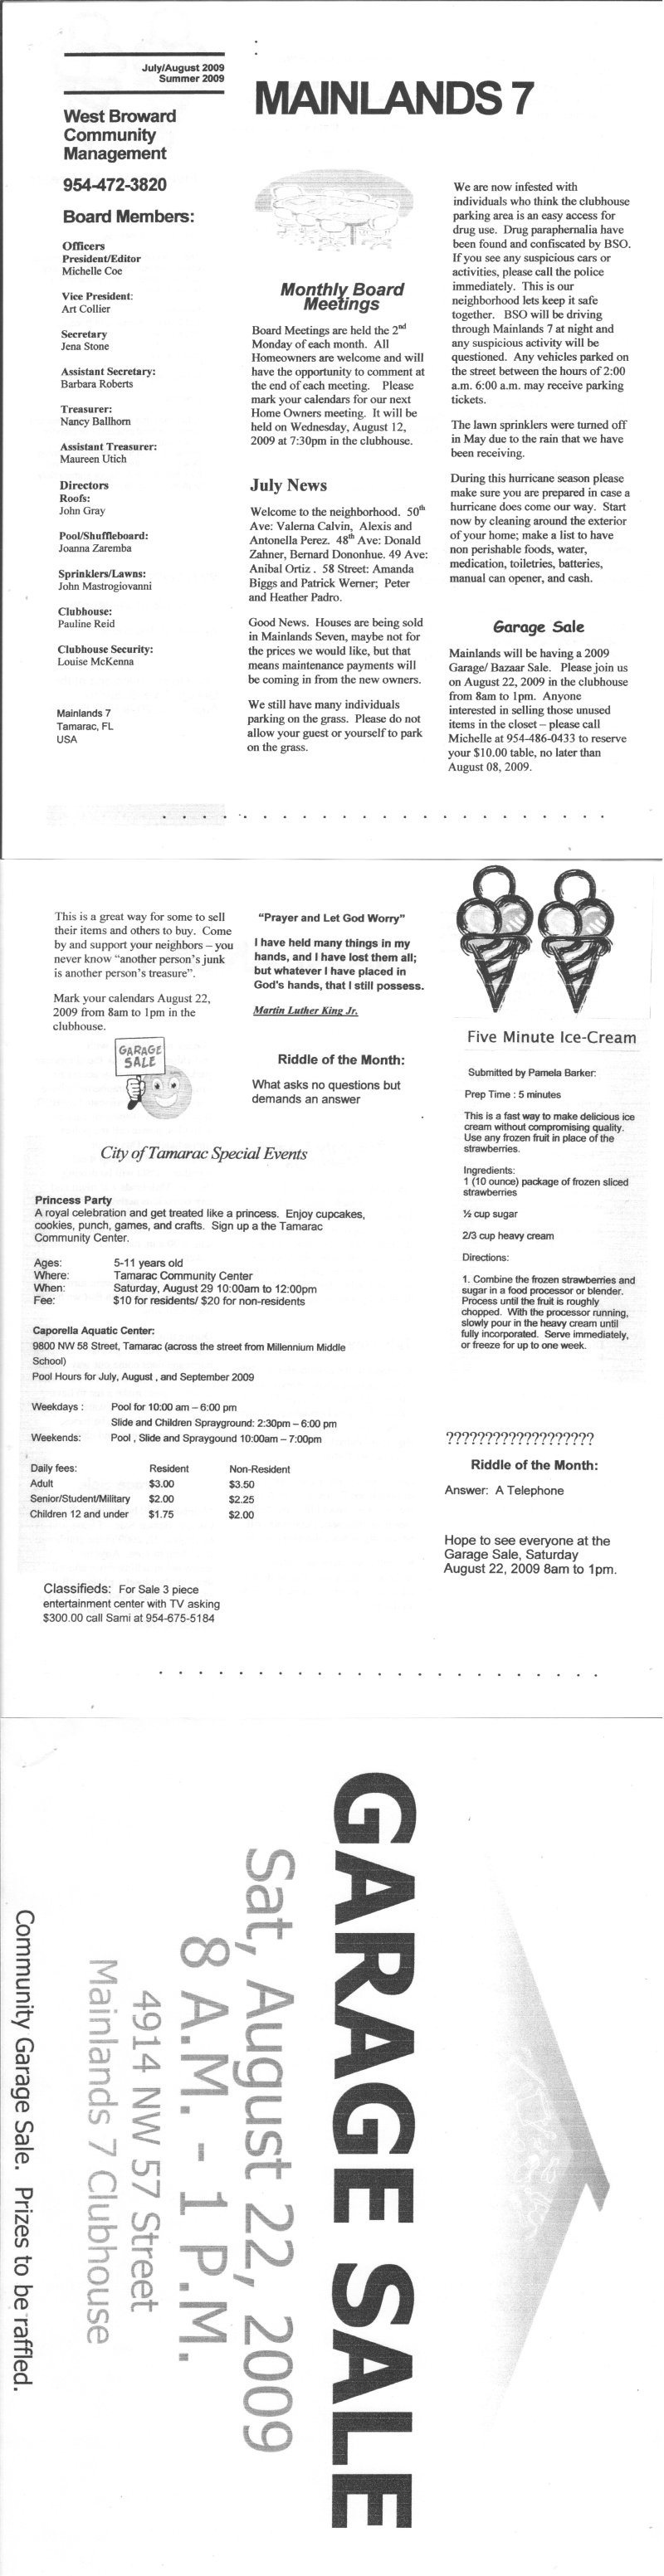 July/August 2009
Summer 2009
West Broward
Community
Management
954-472-3820
Board Members:
Officers
President/Editor
Michelle Coe
Vice President:
Art Collier
Secretary
Jena Stone
Assistant Secretary:
Barbara Roberts
Treasurer:
Nancy Ballhorn
Assistant Treasurer:
Maureen Utich
Directors
Roofs:
John Gray
Pool/Shuffleboard:
Joanna Zaremba
Sprinklers/Lawns:
John Mastrogiovanni
Clubhouse:
Pauline Reid
Clubhouse Security:
Louise McKenna
Mainlands 7
Tamarac, FL
USA
MAINLANDS 7
Monthly Board
Meetings
Board Meetings are held the 2nd
Monday of each month. All
Homeowners are welcome and will
have the opportunity to comment at
the end of each meeting. Please
mark your calendars for our next
Home Owners meeting. It will be
held on Wednesday, August 12,
2009 at 7:30pm in the clubhouse.
July News
Welcome to the neighborhood. 50th
Ave: Valerna Calvin, Alexis and
Antonella Perez. 48th Ave: Donald
Zahner, Bernard Dononhue. 49 Ave:
Anibal Ortiz . 58 Street: Amanda
Biggs and Patrick Werner; Peter
and Heather Padro.
Good News. Houses are being sold
in Mainlands Seven, maybe not for
the prices we would like, but that
means maintenance payments will
be coming in from the new owners.
We still have many individuals
parking on the grass. Please do not
allow your guest or yourself to park
on the grass.
We are now infested with
individuals who think the clubhouse
parking area is an easy access for
drug use. Drug paraphernalia have
been found and confiscated by BSO.
If you see any suspicious cars or
activities, please call the police
immediately. This is our
neighborhood lets keep it safe
together. BSO will be driving
through Mainlands 7 at night and
any suspicious activity will be
questioned. Any vehicles parked on
the street between the hours of 2:00
a.m. 6:00 a.m. may receive parking
tickets.
The lawn sprinklers were turned off
in May due to the rain that we have
been receiving.
During this hurricane season please
make sure you are prepared in case a
hurricane does come our way. Start
now by cleaning around the exterior
of your home; make a list to have
non perishable foods, water,
medication, toiletries, batteries,
manual can opener, and cash.
Garage Sale
Mainlands will be having a 2009
Garage/ Bazaar Sale. Please join us
on August 22, 2009 in the clubhouse
from 8am to 1pm. Anyone
interested in selling those unused
items in the closet – please call
Michelle at 954-486-0433 to reserve
your $10.00 table, no later than
August 08, 2009.
This is a great way for some to sell
their items and others to buy. Come
by and support your neighbors – you
never know “another person’s junk
is another person’s treasure”.
Mark your calendars August 22,
2009 from 8am to 1pm in the
clubhouse.
GARAGE
SALE
“Prayer and Let God Worry”
I have held many things in my
hands, and I have lost them all;
but whatever I have placed in
God's hands, that I still possess.
Martin Luther King Jr.
Riddle of the Month:
What asks no questions but
demands an answer
City of Tamarac Special Events
Princess Party
A royal celebration and get treated like a princess. Enjoy cupcakes,
cookies, punch, games, and crafts. Sign up a the Tamarac
Community Center.
Ages: 5-11 years old
Where: Tamarac Community Center
When: Saturday, August 29 10:00am to 12:00pm
Fee: $10 for residents/ $20 for non-residents
Caporella Aquatic Center:
9800 NW 58 Street, Tamarac (across the street from Millennium Middle
School)
Pool Hours for July, August , and September 2009
Weekdays : Pool for 10:00 am – 6:00 pm
Slide and Children Sprayground: 2:30pm – 6:00 pm
Weekends: Pool , Slide and Spraygound 10:00am – 7:00pm
Daily fees: Resident Non-Resident
Adult $3.00 $3.50
Senior/Student/Military $2.00 $2.25
Children 12 and under $1.75 $2.00
Classifieds: For Sale 3 piece
entertainment center with TV asking
$300.00 call Sami at 954-675-5184
Five Minute Ice-Cream
Submitted by Pamela Barker:
Prep Time : 5 minutes
This is a fast way to make delicious ice
cream without compromising quality.
Use any frozen fruit in place of the
strawberries.
Ingredients:
1 (10 ounce) package of frozen sliced
strawberries
½ cup sugar
2/3 cup heavy cream
Directions:
1. Combine the frozen strawberries and
sugar in a food processor or blender.
Process until the fruit is roughly
chopped. With the processor running,
slowly pour in the heavy cream until
fully incorporated. Serve immediately,
or freeze for up to one week.
???????????????????
Riddle of the Month:
Answer: A Telephone
Hope to see everyone at the
Garage Sale, Saturday
August 22, 2009 8am to 1pm.
GARAGE SALE
Sat, August 22, 2009
8 A.M. - 1 P.M.
4914 NW 57 Street
Mainlands 7 Clubhouse
Community Garage Sale. Prizes to be raffled.